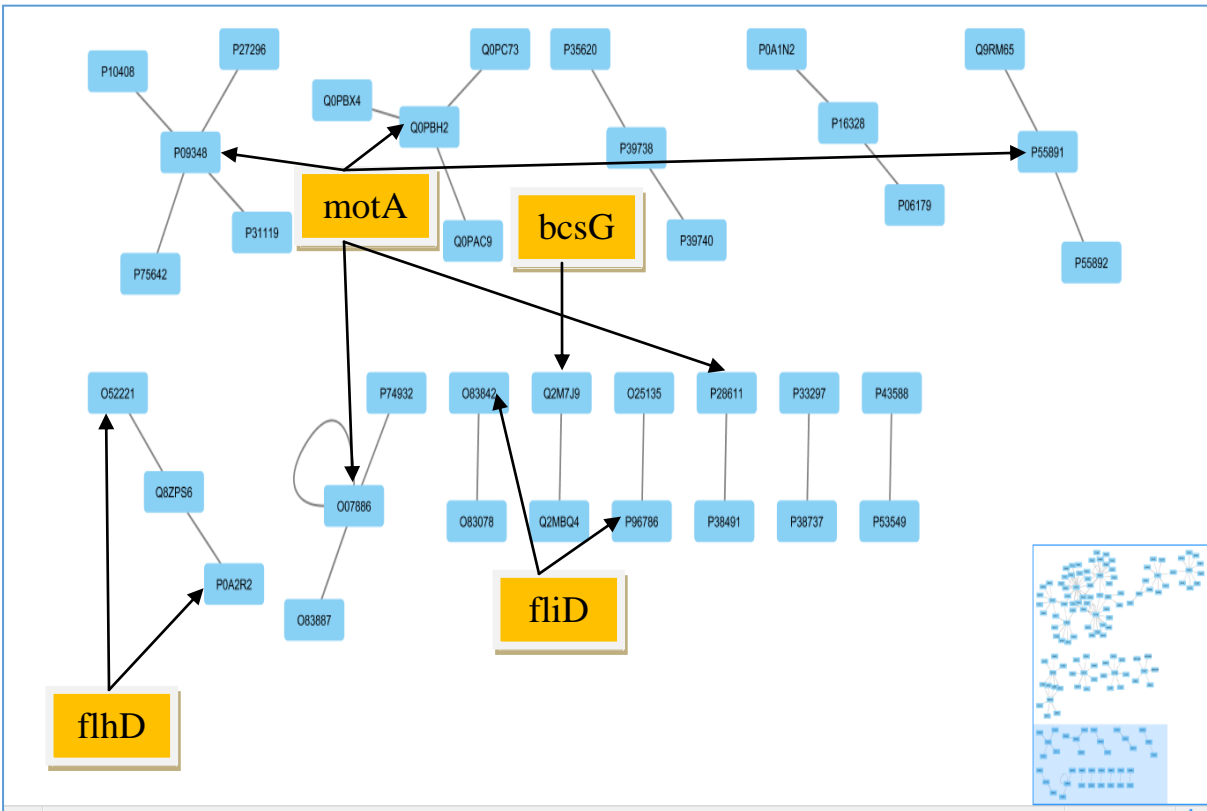 P27296
Q0PC73
P35620
P0A1N2
Q9RM65
P10408
Q0PBX4
Q0PBH2
P16328
P09348
P39738
P55891
motA
bcsG
P06179
P31119
Q0PAC9
P39740
P75642
P55892
O52221
P74932
O83842
Q2M7J9
O25135
P28611
P33297
P43588
Q8ZPS6
O07886
O83078
Q2MBQ4
P96786
P38491
P38737
P53549
P0A2R2
O83887
fliD
flhD